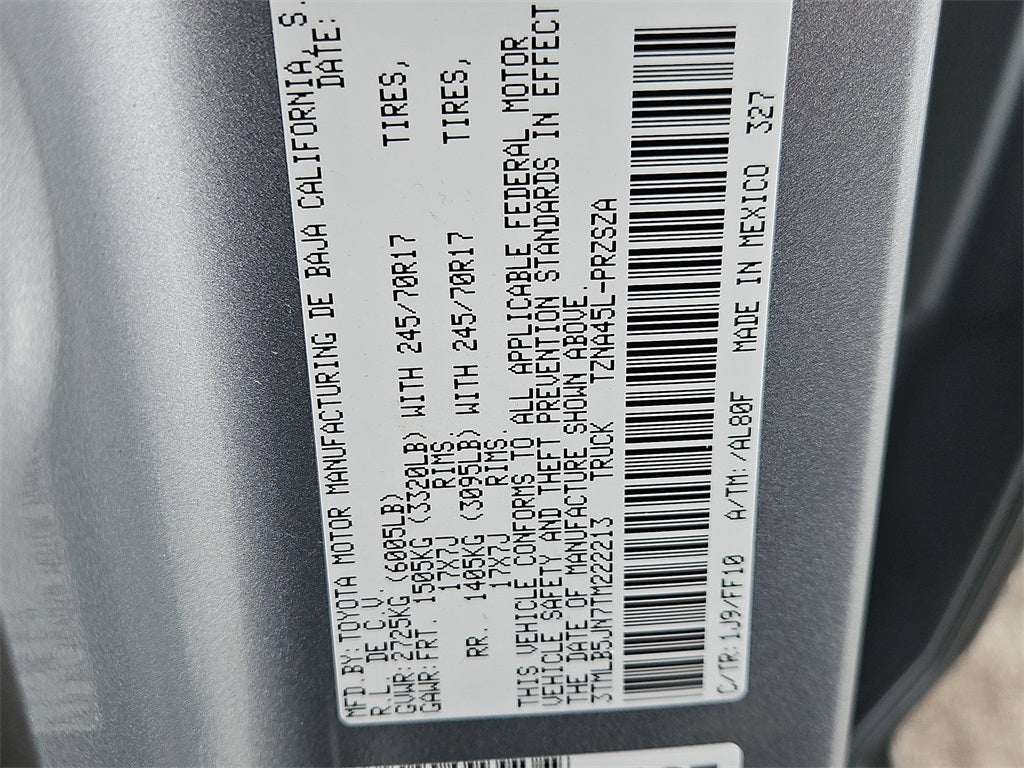 MFD.BY:TOYOTA MOTOR MANUFACTURING DE BAJA CALIFORNIA, S.
R.L. DE C.V. DATE:
GVWR:2725KG (6005LB)
GAWR:FRT. 1505KG (3320LB) WITH 245/70R17 TIRES,
17X7J RIMS.
RR. 1405KG (3095LB) WITH 245/70R17 TIRES,
17X7J RIMS.
THIS VEHICLE CONFORMS TO ALL APPLICABLE FEDERAL MOTOR
VEHICLE SAFETY AND THEFT PREVENTION STANDARDS IN EFFECT
THE DATE OF MANUFACTURE SHOWN ABOVE.
3TMLB5JN7TM222213 TRUCK TZNA45L-PRZSZA
C/TR:1J9/FF10 A/TM:/AL80F MADE IN MEXICO 327